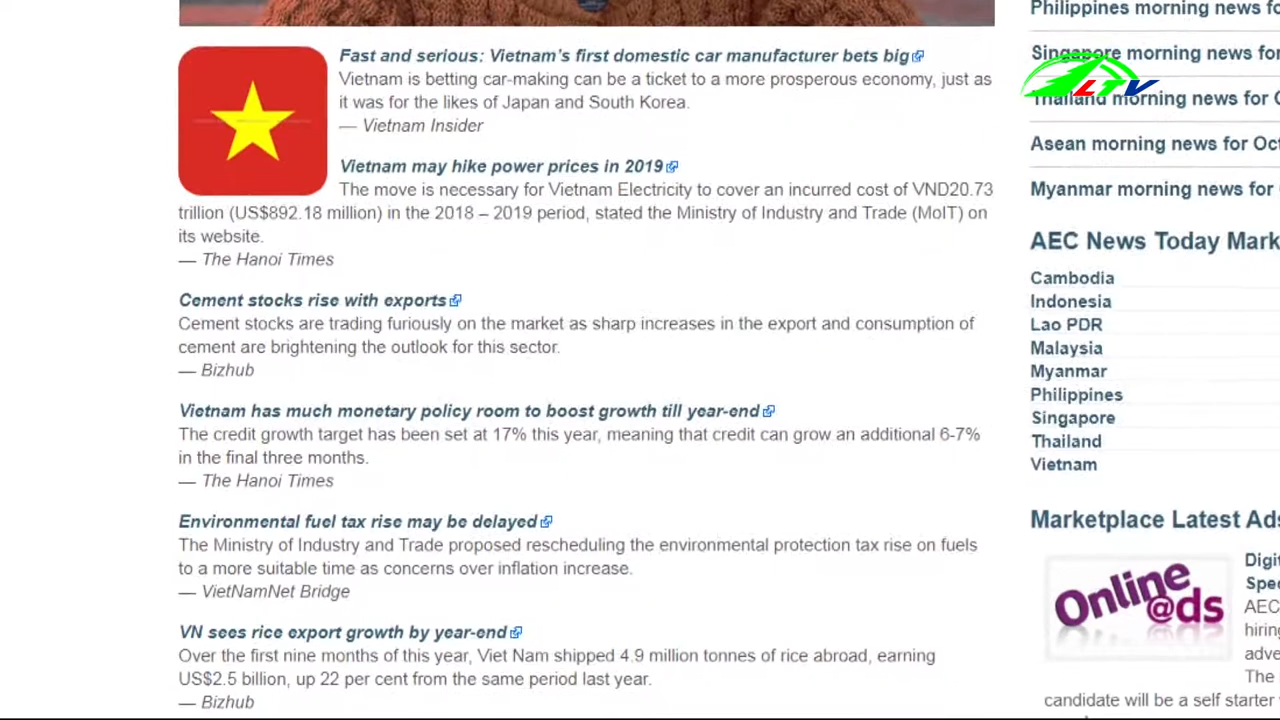 Fast and serious: Vietnam's first domestic car manufacturer bets big
Vietnam is betting car-making can be a ticket to a more prosperous economy, just as
it was for the likes of Japan and South Korea.
— Vietnam Insider
Vietnam may hike power prices in 2019
The move is necessary for Vietnam Electricity to cover an incurred cost of VND20.73
trillion (US$892.18 million) in the 2018 – 2019 period, stated the Ministry of Industry and Trade (MoIT) on
its website.
— The Hanoi Times
Cement stocks rise with exports
Cement stocks are trading furiously on the market as sharp increases in the export and consumption of
cement are brightening the outlook for this sector.
— Bizhub
Vietnam has much monetary policy room to boost growth till year-end
The credit growth target has been set at 17% this year, meaning that credit can grow an additional 6-7%
in the final three months.
— The Hanoi Times
Environmental fuel tax rise may be delayed
The Ministry of Industry and Trade proposed rescheduling the environmental protection tax rise on fuels
to a more suitable time as concerns over inflation increase.
— VietNamNet Bridge
VN sees rice export growth by year-end
Over the first nine months of this year, Viet Nam shipped 4.9 million tonnes of rice abroad, earning
US$2.5 billion, up 22 per cent from the same period last year.
— Bizhub
Philippines morning news fo
Singapore morning news for
LTV
Thailand morning news for O
Asean morning news for Oct
Myanmar morning news for
AEC News Today Mark
Cambodia
Indonesia
Lao PDR
Malaysia
Myanmar
Philippines
Singapore
Thailand
Vietnam
Marketplace Latest Ads
Online @ds
Digit
Spec
AEC
hiring
adve
The
candidate will be a self starter